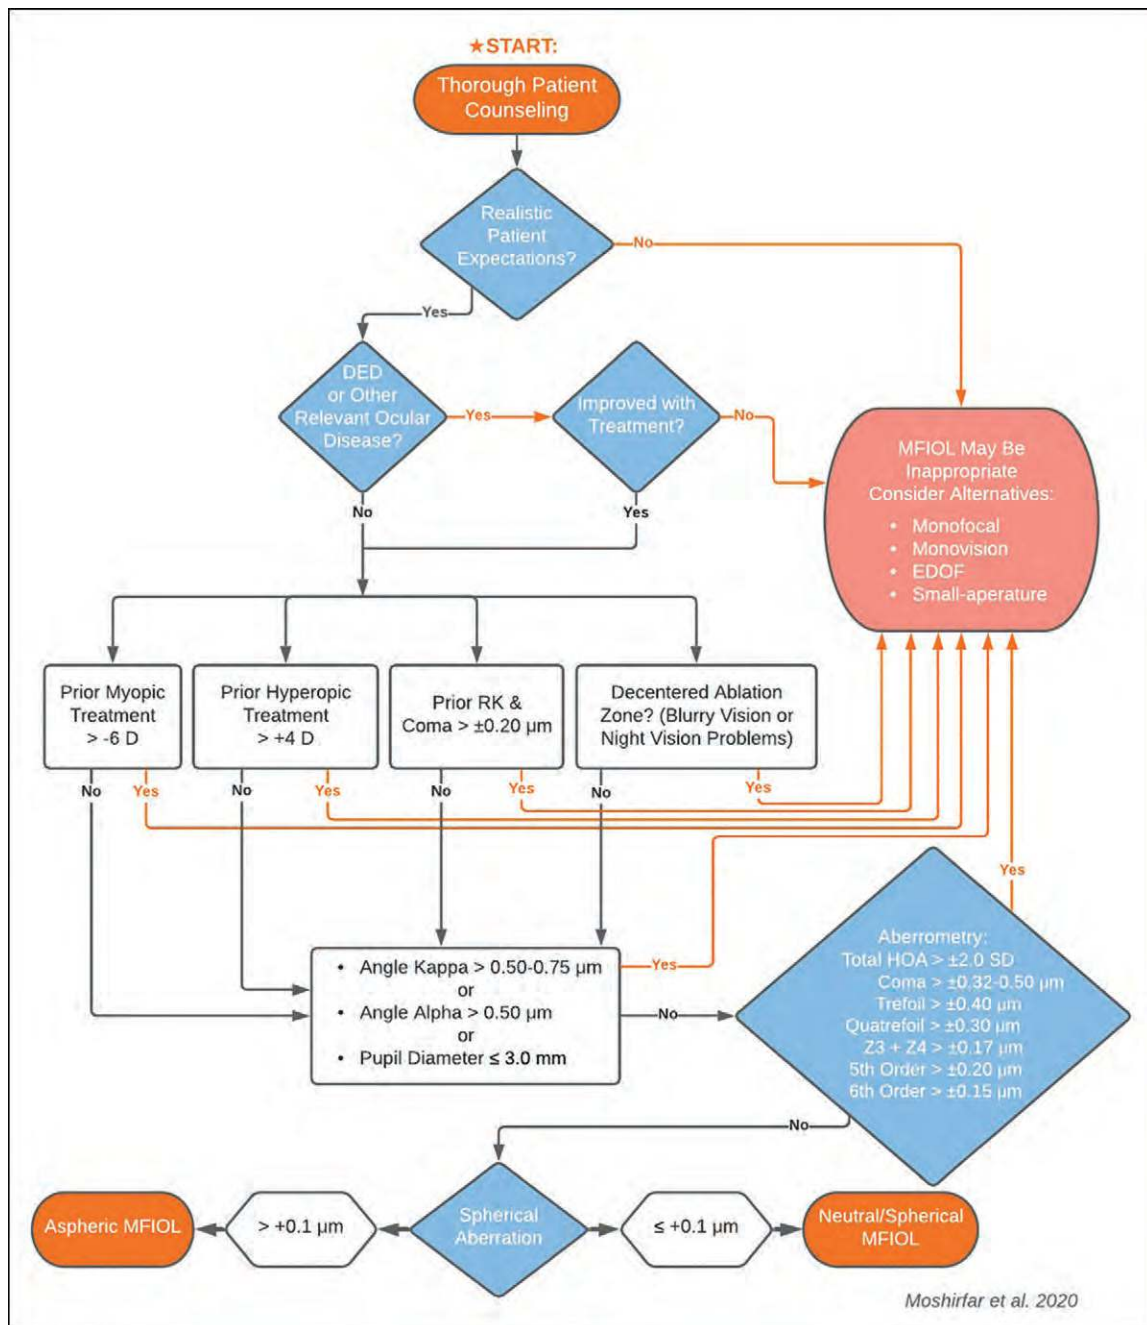 ★START:
Thorough Patient
Counseling
Realistic
Patient
Expectations?
No
Yes
DED
or Other
Relevant Ocular
Disease?
Yes
Improved with
Treatment?
No
No
Yes
MFIOL May Be
Inappropriate
Consider Alternatives:
• Monofocal
• Monovision
• EDOF
• Small-aperature
Prior Myopic
Treatment
> -6 D
Prior Hyperopic
Treatment
> +4 D
Prior RK &
Coma > ±0.20 µm
Decentered Ablation
Zone? (Blurry Vision or
Night Vision Problems)
No
Yes
No
Yes
No
Yes
No
Yes
• Angle Kappa > 0.50-0.75 µm
or
• Angle Alpha > 0.50 µm
or
• Pupil Diameter ≤ 3.0 mm
Yes
No
Yes
Aberrometry:
Total HOA > ±2.0 SD
Coma > ±0.32-0.50 µm
Trefoil > ±0.40 µm
Quatrefoil > ±0.30 µm
Z3 + Z4 > ±0.17 µm
5th Order > ±0.20 µm
6th Order > ±0.15 µm
No
Aspheric MFIOL
> +0.1 µm
Spherical
Aberration
≤ +0.1 µm
Neutral/Spherical
MFIOL
Moshirfar et al. 2020